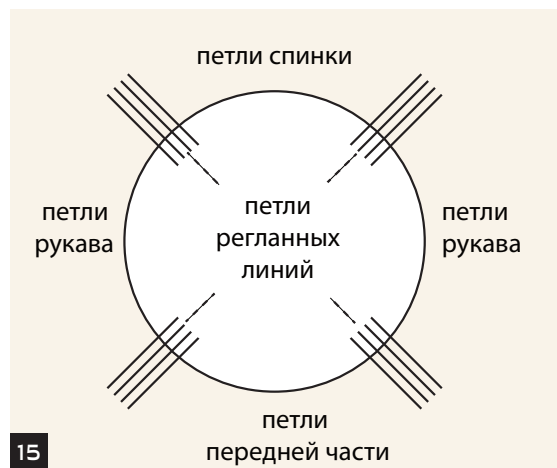 петли спинки
петли
рукава
петли
регланных
линий
петли
рукава
петли
передней части
15